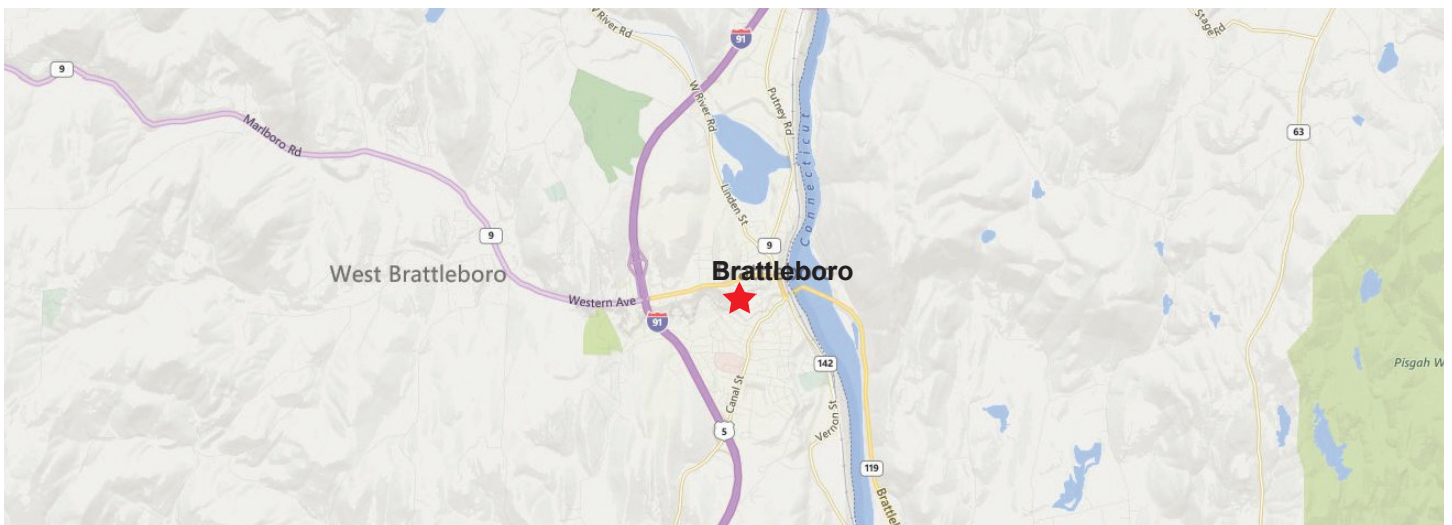 W River Rd
91
Stage Rd
9
W River Rd
Putney Rd
Marlboro Rd
63
Connecticut
Linden St
9
9
West Brattleboro
Brattleboro
Western Ave
91
142
Pisgah W
Canal St
Vernon St
5
119
Brattlel